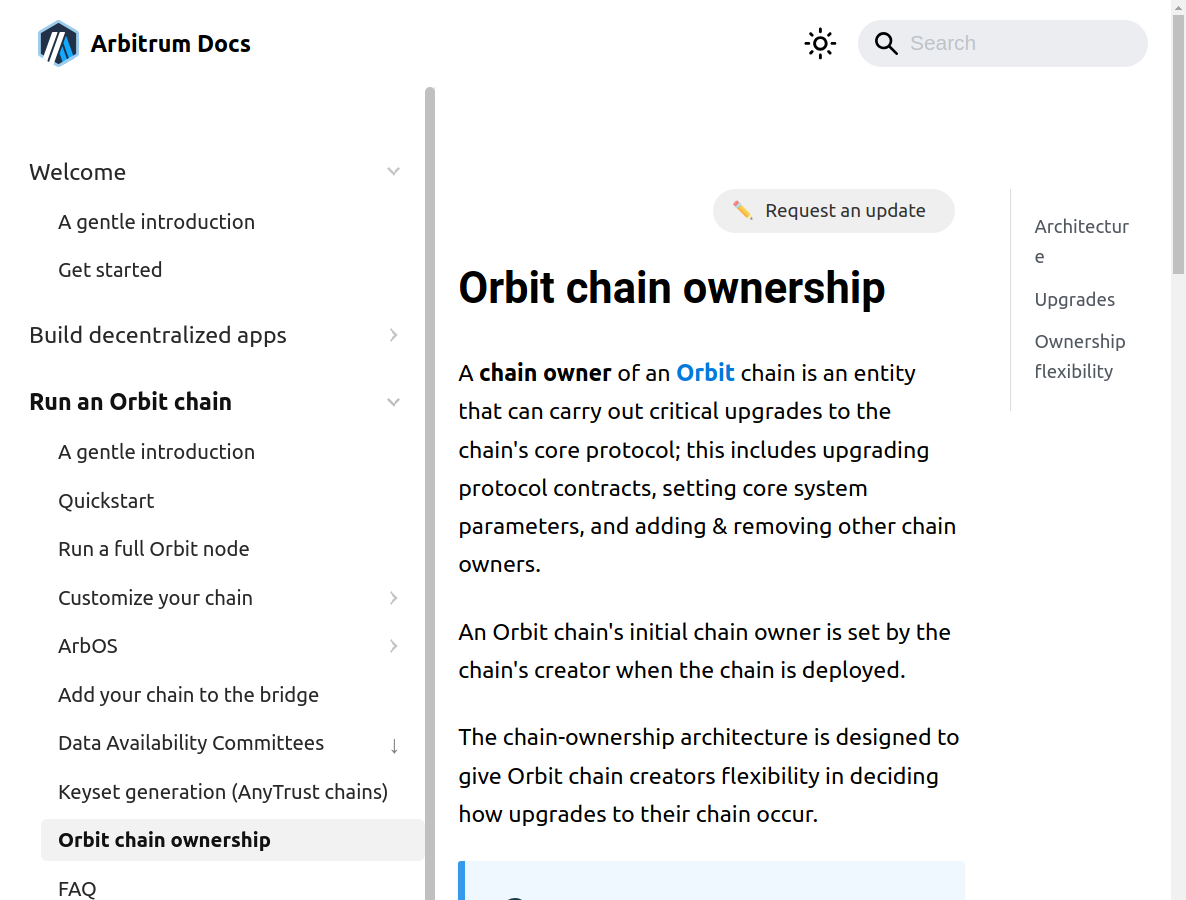 Arbitrum Docs
Search
Welcome
A gentle introduction
Get started
Build decentralized apps
Run an Orbit chain
A gentle introduction
Quickstart
Run a full Orbit node
Customize your chain
ArbOS
Add your chain to the bridge
Data Availability Committees ↓
Keyset generation (AnyTrust chains)
Orbit chain ownership
FAQ
✏️ Request an update
Orbit chain ownership
A chain owner of an Orbit chain is an entity
that can carry out critical upgrades to the
chain's core protocol; this includes upgrading
protocol contracts, setting core system
parameters, and adding & removing other chain
owners.
An Orbit chain's initial chain owner is set by the
chain's creator when the chain is deployed.
The chain-ownership architecture is designed to
give Orbit chain creators flexibility in deciding
how upgrades to their chain occur.
Architectur
e
Upgrades
Ownership
flexibility